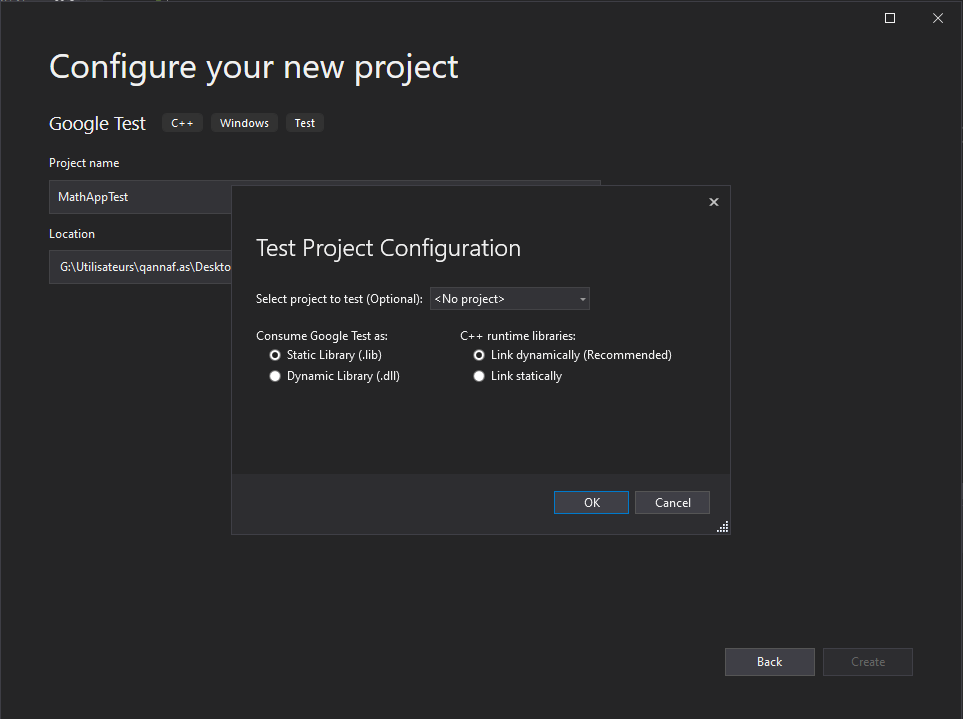 Configure your new project
Google Test C++ Windows Test
Project name
MathAppTest
Location
G:\Utilisateurs\qannaf.as\Deskto
Test Project Configuration
Select project to test (Optional): <No project>
Consume Google Test as: C++ runtime libraries:
Static Library (.lib) Link dynamically (Recommended)
Dynamic Library (.dll) Link statically
OK Cancel
Back Create